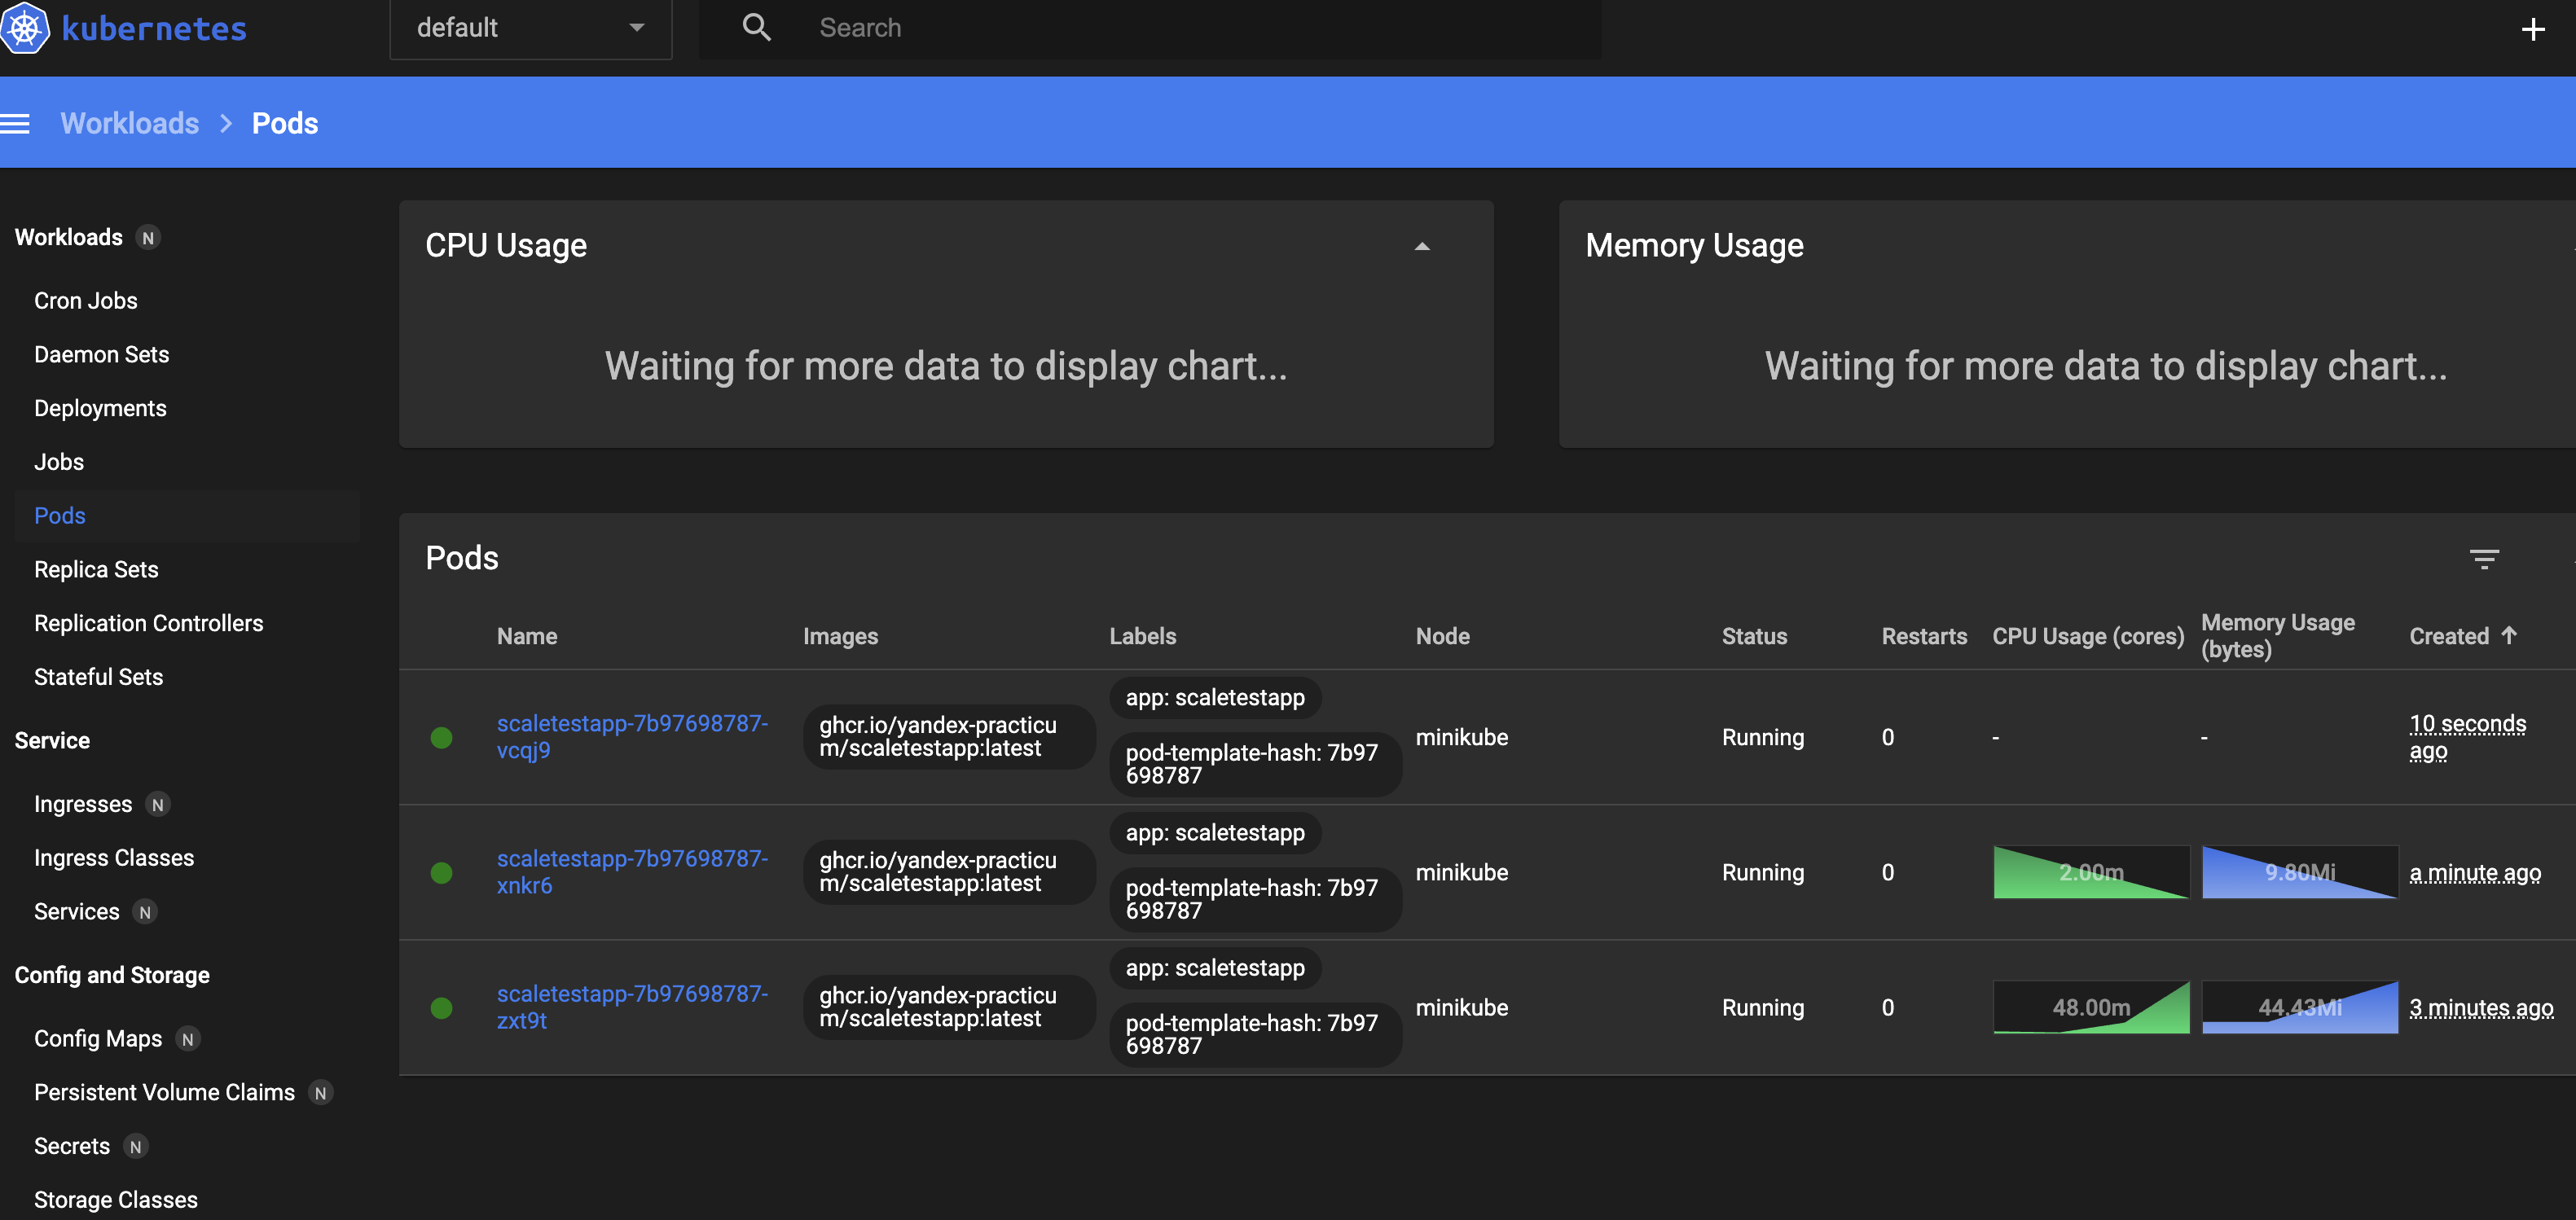 kubernetes
default
Search
Workloads
Pods
Workloads N
Cron Jobs
Daemon Sets
Deployments
Jobs
Pods
Replica Sets
Replication Controllers
Stateful Sets
Service
Ingresses N
Ingress Classes
Services N
Config and Storage
Config Maps N
Persistent Volume Claims N
Secrets N
Storage Classes
CPU Usage
Waiting for more data to display chart...
Memory Usage
Waiting for more data to display chart...
Pods
Name Images Labels Node Status Restarts CPU Usage (cores) Memory Usage
(bytes) Created
scaletestapp-7b97698787-
vcqj9
ghcr.io/yandex-practicu
m/scaletestapp:latest
app: scaletestapp
pod-template-hash: 7b97
698787
minikube
Running
0
-
-
10 seconds
ago
scaletestapp-7b97698787-
xnkr6
ghcr.io/yandex-practicu
m/scaletestapp:latest
app: scaletestapp
pod-template-hash: 7b97
698787
minikube
Running
0
2.00m
9.80Mi
a minute ago
scaletestapp-7b97698787-
zxt9t
ghcr.io/yandex-practicu
m/scaletestapp:latest
app: scaletestapp
pod-template-hash: 7b97
698787
minikube
Running
0
48.00m
44.43Mi
3 minutes ago